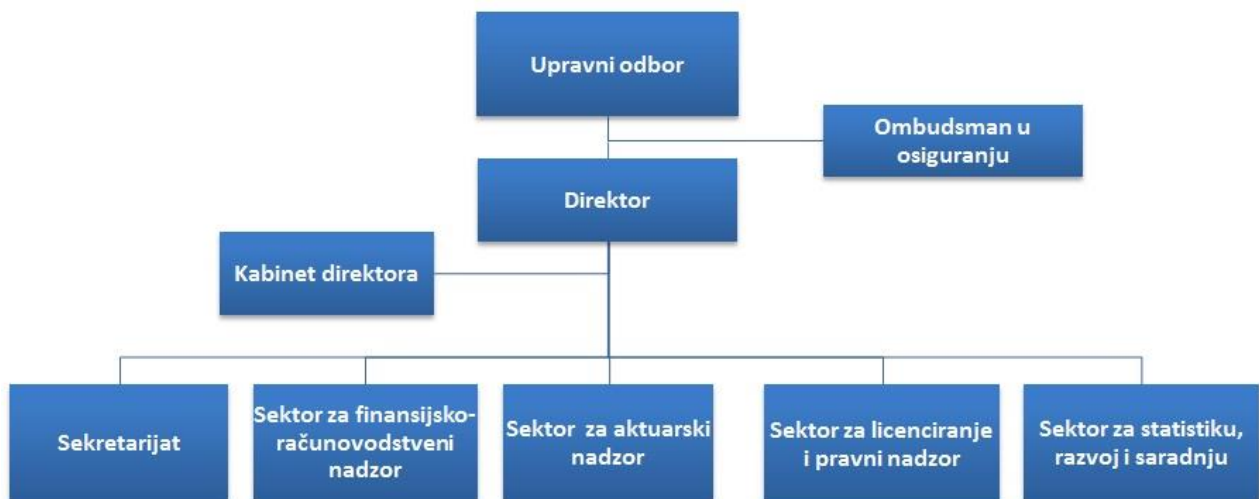 Upravni odbor
Ombudsman u
osiguranju
Direktor
Kabinet direktora
Sekretarijat
Sektor za finansijsko-
računovodstveni
nadzor
Sektor za aktuarski
nadzor
Sektor za licenciranje
i pravni nadzor
Sektor za statistiku,
razvoj i saradnju